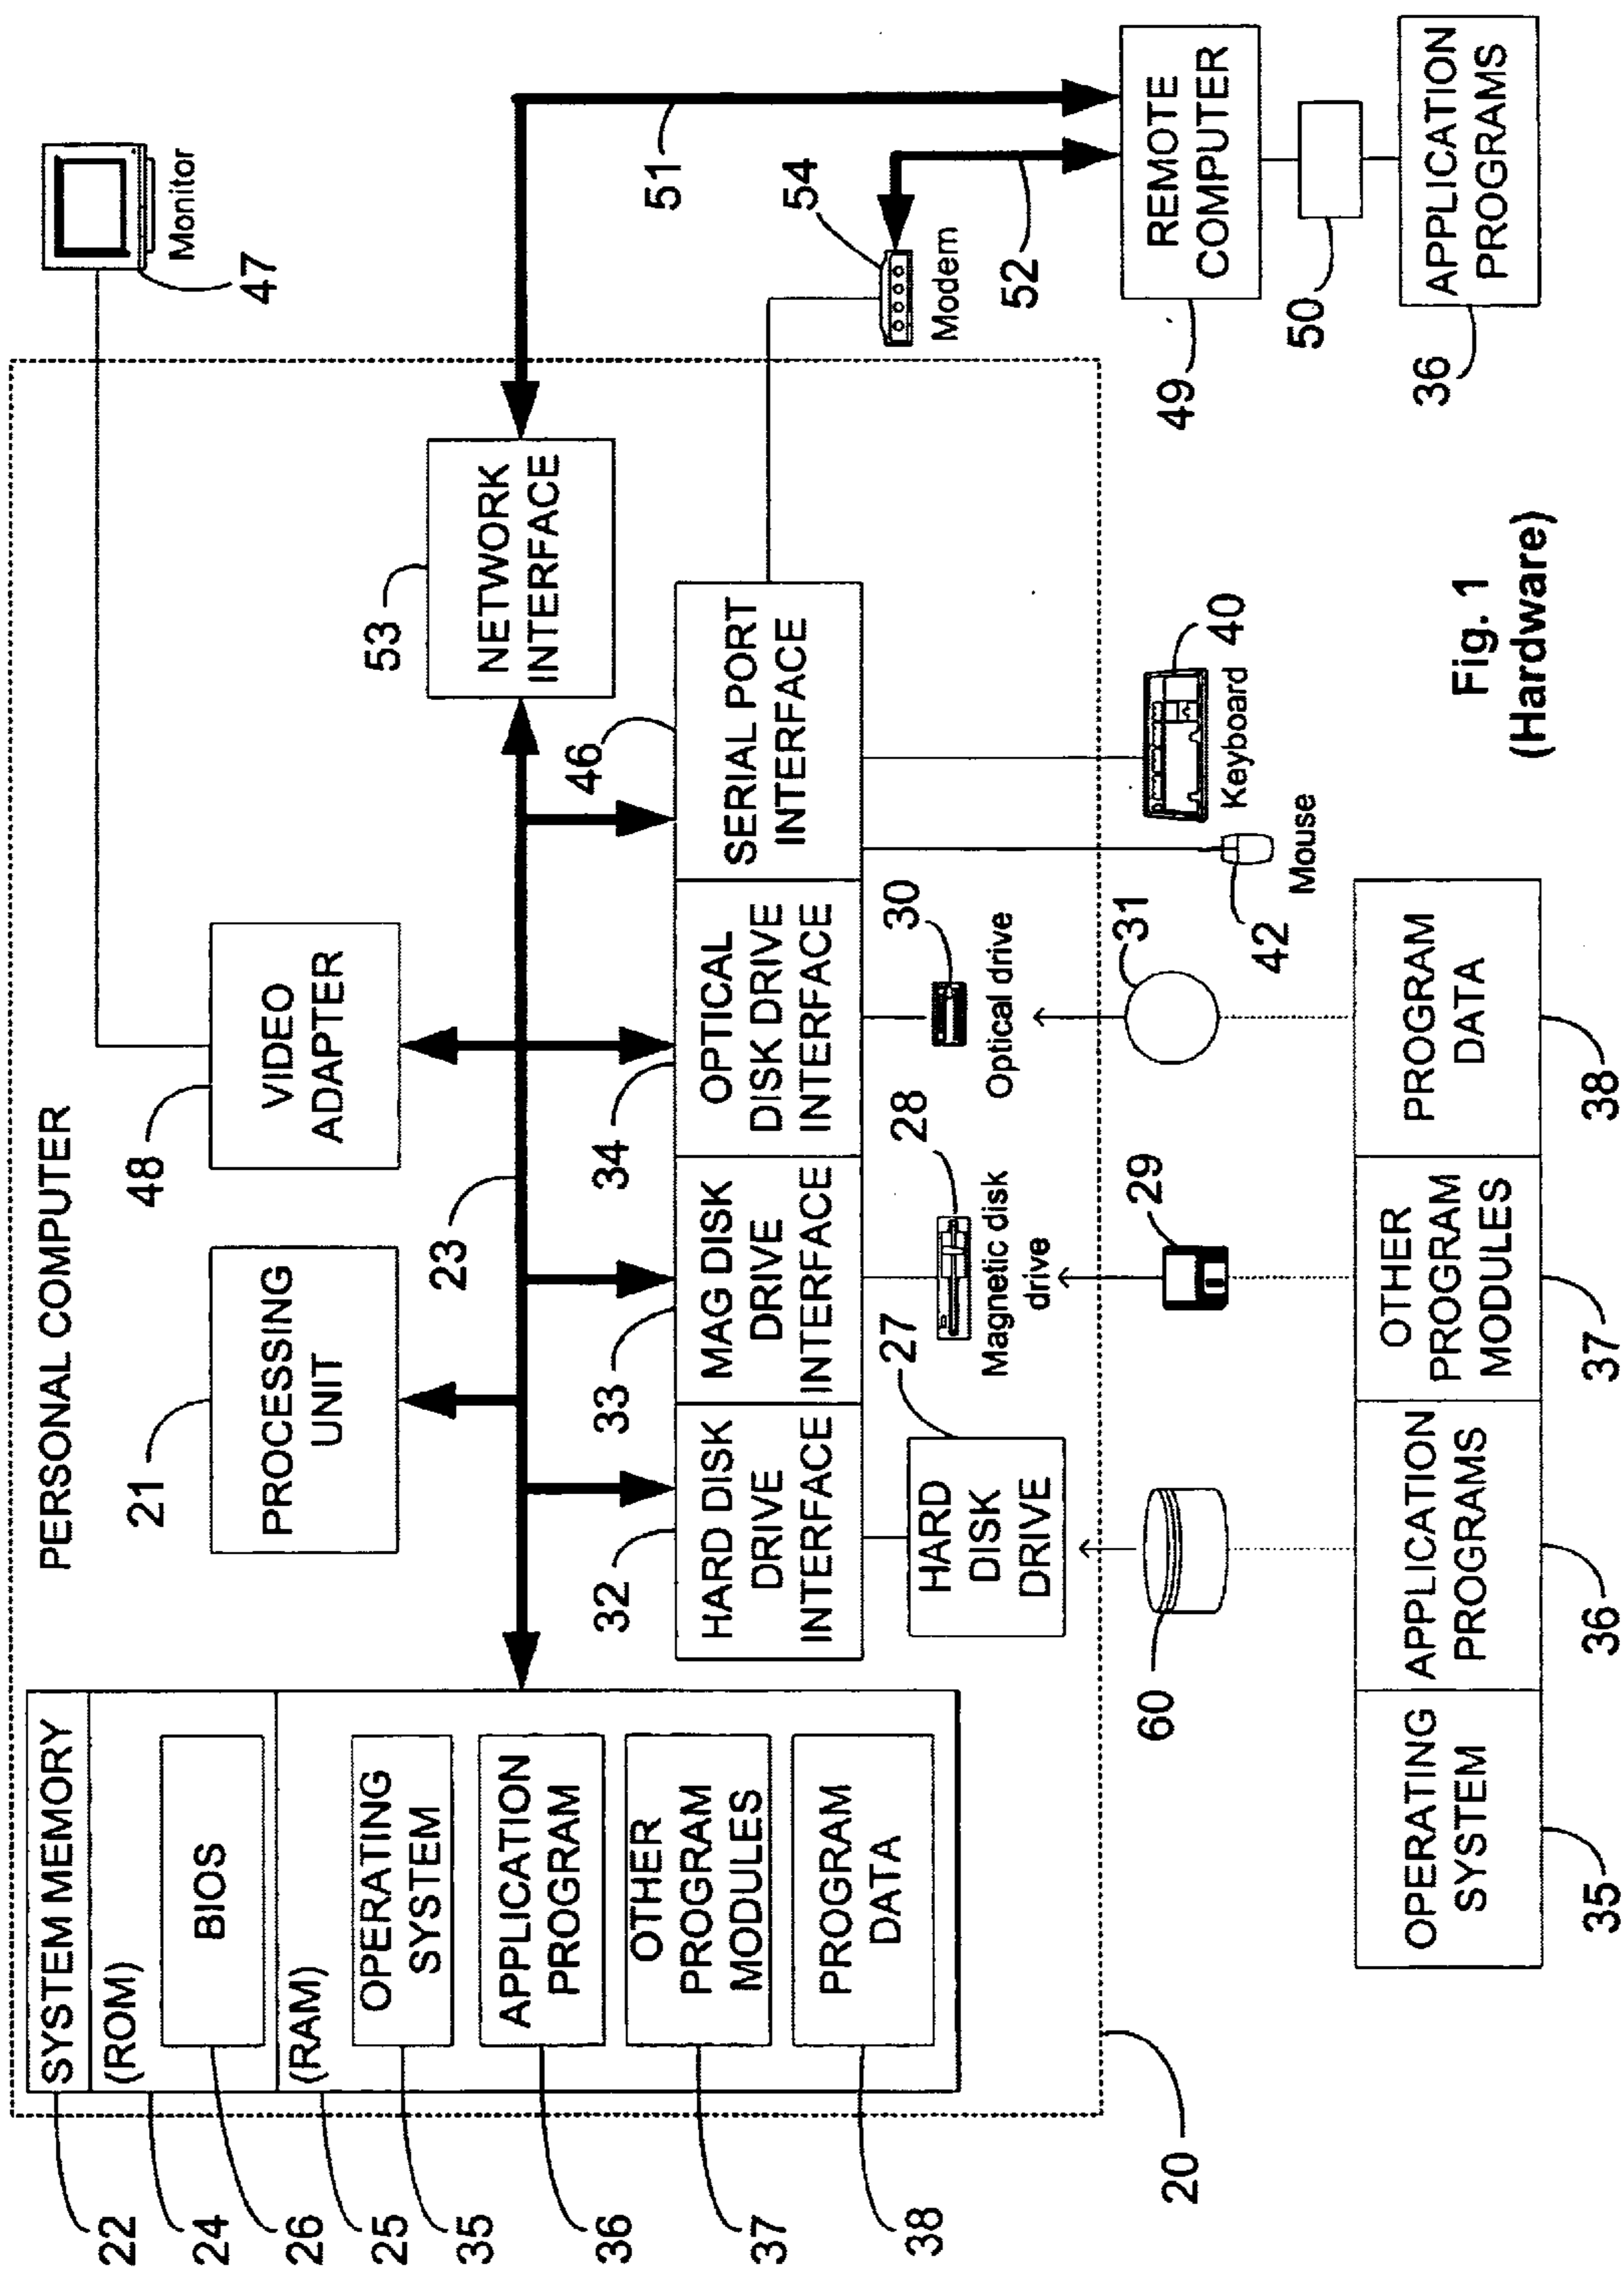 PERSONAL COMPUTER
SYSTEM MEMORY
22
(ROM)
24
BIOS
26
(RAM)
25
OPERATING
SYSTEM
35
APPLICATION
PROGRAM
36
OTHER
PROGRAM
MODULES
37
PROGRAM
DATA
38
21
PROCESSING
UNIT
48
VIDEO
ADAPTER
Monitor
47
23
53
NETWORK
INTERFACE
51
32
HARD DISK
DRIVE
INTERFACE
33
MAG DISK
DRIVE
INTERFACE
34
OPTICAL
DISK DRIVE
INTERFACE
46
SERIAL PORT
INTERFACE
54
Modem
52
27
HARD
DISK
DRIVE
28
Magnetic disk
drive
30
Optical drive
42
Mouse
40
Keyboard
49
REMOTE
COMPUTER
50
36
APPLICATION
PROGRAMS
20
60
29
31
OPERATING
SYSTEM
35
APPLICATION
PROGRAMS
36
OTHER
PROGRAM
MODULES
37
PROGRAM
DATA
38
Fig. 1
(Hardware)